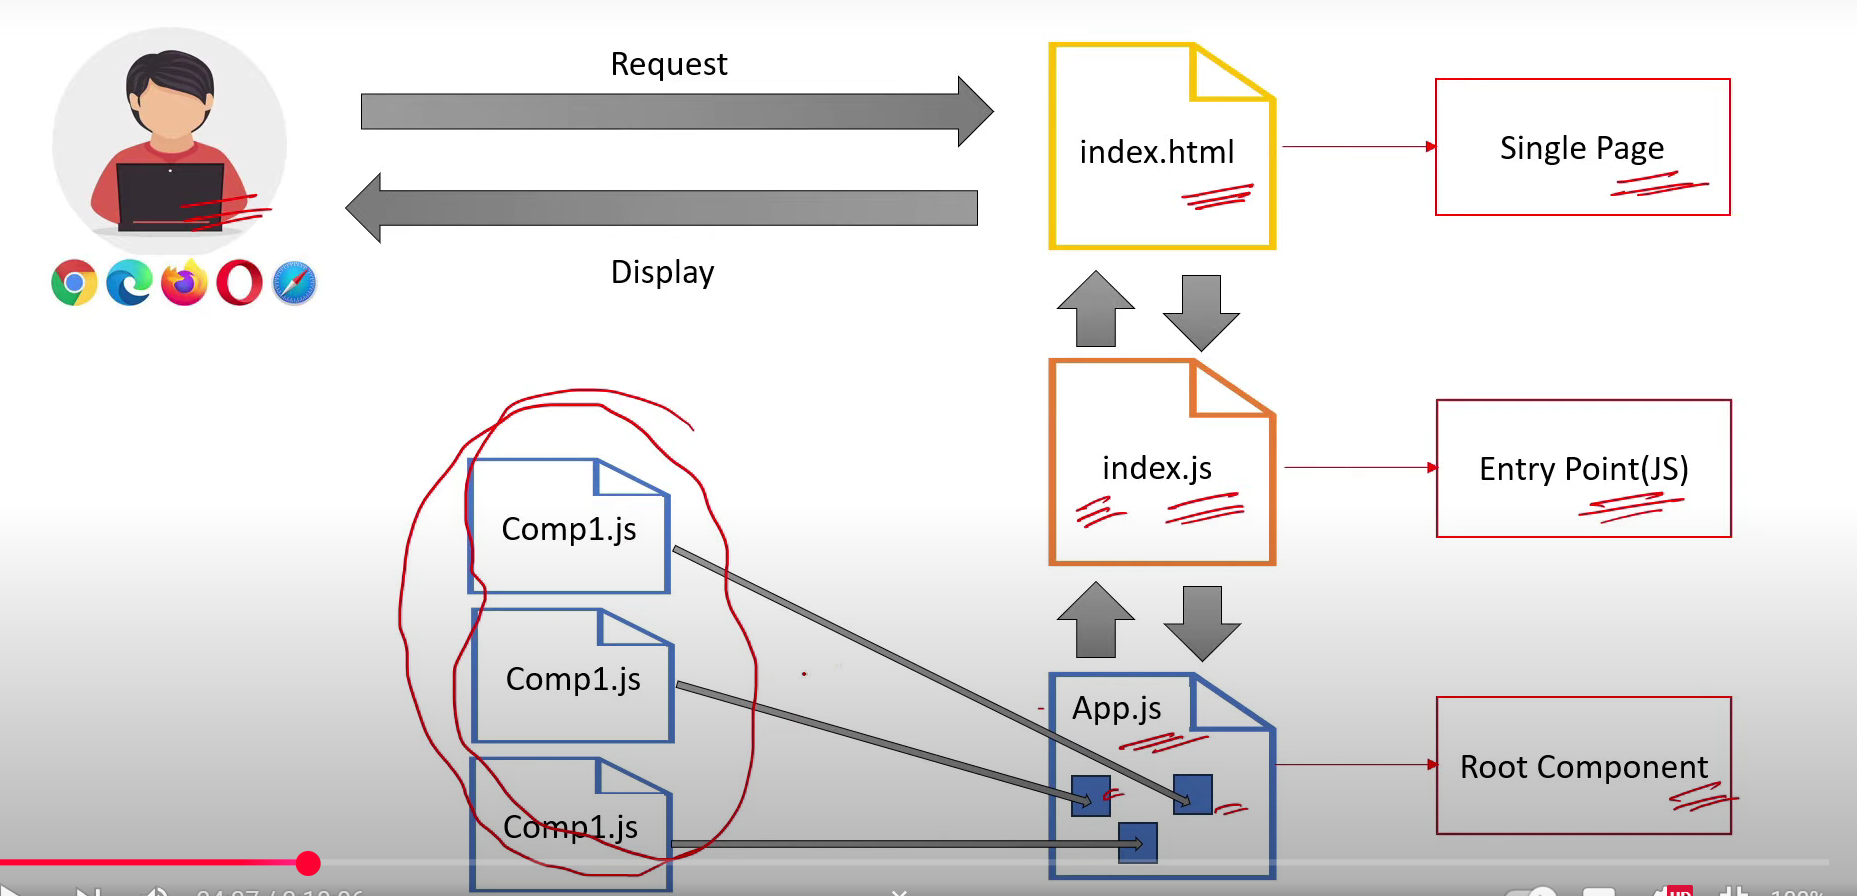 Request
index.html
Single Page
Display
index.js
Entry Point(JS)
Comp1.js
Comp1.js
App.js
Root Component
Comp1.js
HD